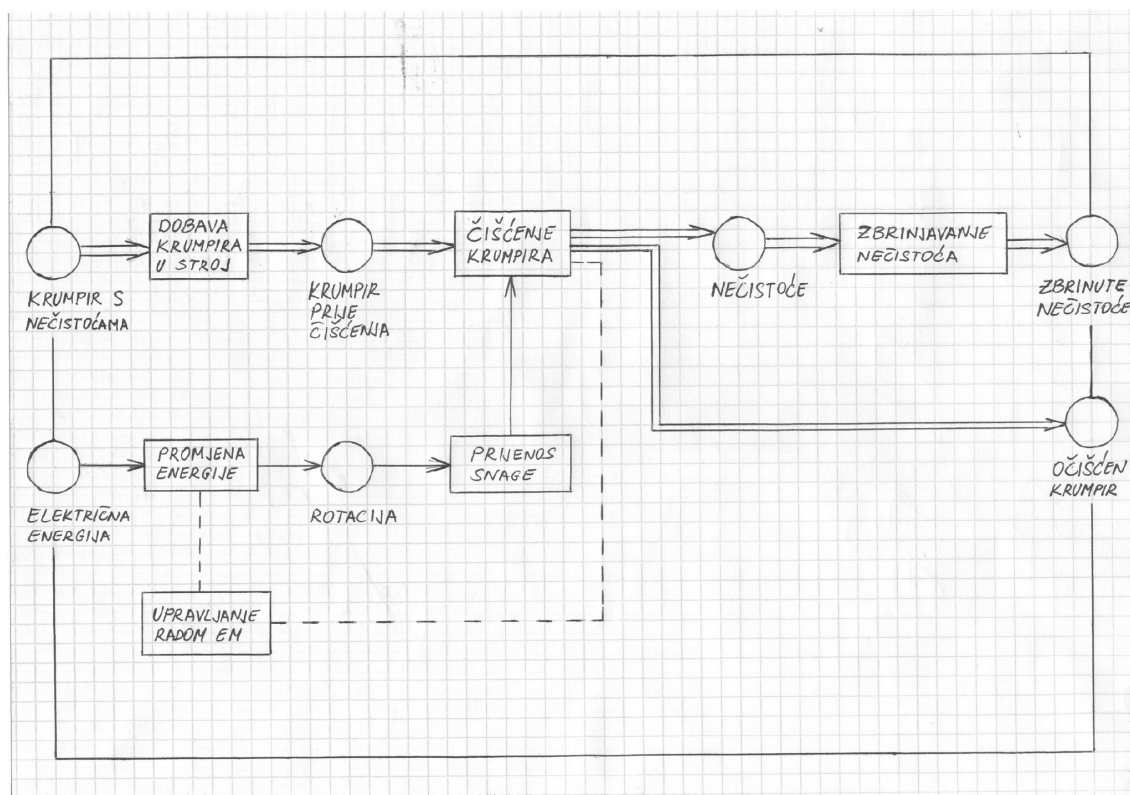 DOBAVA
KRUMPIRA
U STROJ
ČIŠĆENJE
KRUMPIRA
ZBRINJAVANJE
NEČISTOĆA
KRUMPIR S
NEČISTOĆAMA
KRUMPIR
PRIJE
ČIŠĆENJA
NEČISTOĆE
ZBRINUTE
NEČISTOĆE
PROMJENA
ENERGIJE
PRIJENOS
SNAGE
ELEKTRIČNA
ENERGIJA
ROTACIJA
OČIŠĆEN
KRUMPIR
UPRAVLJANJE
RADOM EM